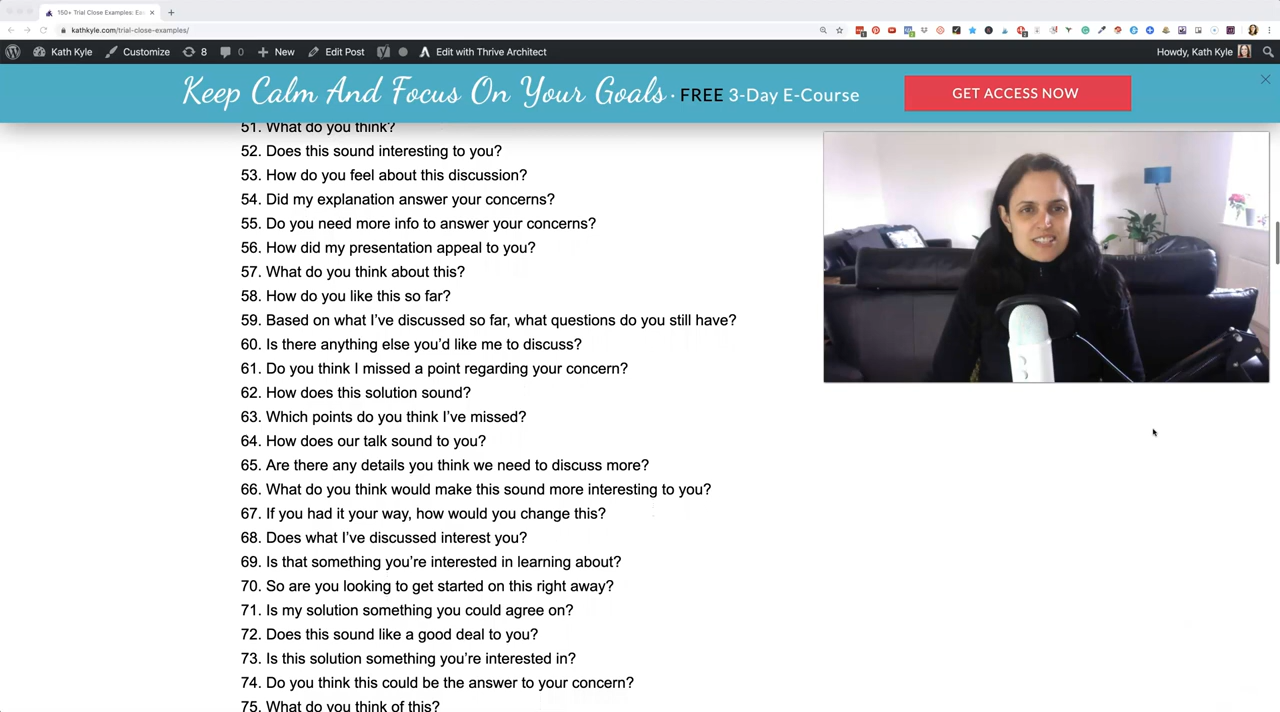 150+ Trial Close Examples: Ea
kathkyle.com/trial-close-examples/
Kath Kyle Customize 8 0 New Edit Post Edit with Thrive Architect Howdy, Kath Kyle
Keep Calm And Focus On Your Goals · FREE 3-Day E-Course GET ACCESS NOW
51. What do you think?
52. Does this sound interesting to you?
53. How do you feel about this discussion?
54. Did my explanation answer your concerns?
55. Do you need more info to answer your concerns?
56. How did my presentation appeal to you?
57. What do you think about this?
58. How do you like this so far?
59. Based on what I’ve discussed so far, what questions do you still have?
60. Is there anything else you’d like me to discuss?
61. Do you think I missed a point regarding your concern?
62. How does this solution sound?
63. Which points do you think I’ve missed?
64. How does our talk sound to you?
65. Are there any details you think we need to discuss more?
66. What do you think would make this sound more interesting to you?
67. If you had it your way, how would you change this?
68. Does what I’ve discussed interest you?
69. Is that something you’re interested in learning about?
70. So are you looking to get started on this right away?
71. Is my solution something you could agree on?
72. Does this sound like a good deal to you?
73. Is this solution something you’re interested in?
74. Do you think this could be the answer to your concern?
75. What do you think of this?